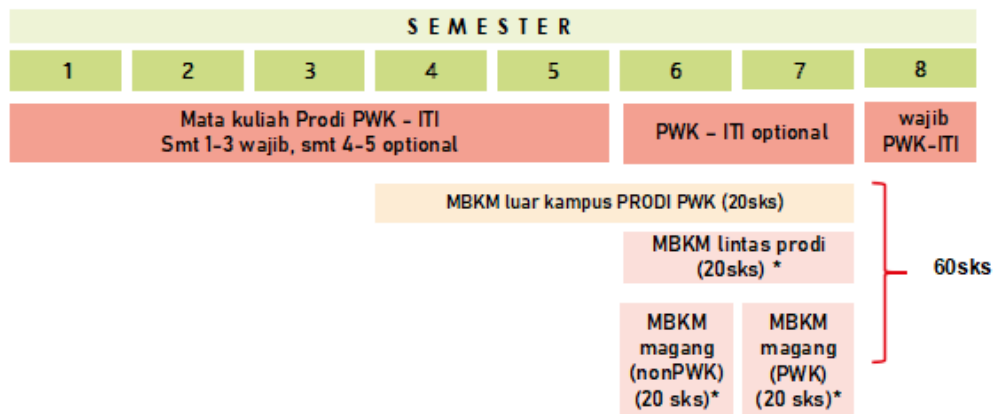 SEMESTER
1 2 3 4 5 6 7 8
Mata kuliah Prodi PWK - ITI
Smt 1-3 wajib, smt 4-5 optional
PWK – ITI optional
wajib
PWK-ITI
MBKM luar kampus PRODI PWK (20sks)
MBKM lintas prodi
(20sks) *
60sks
MBKM
magang
(nonPWK)
(20 sks)*
MBKM
magang
(PWK)
(20 sks)*